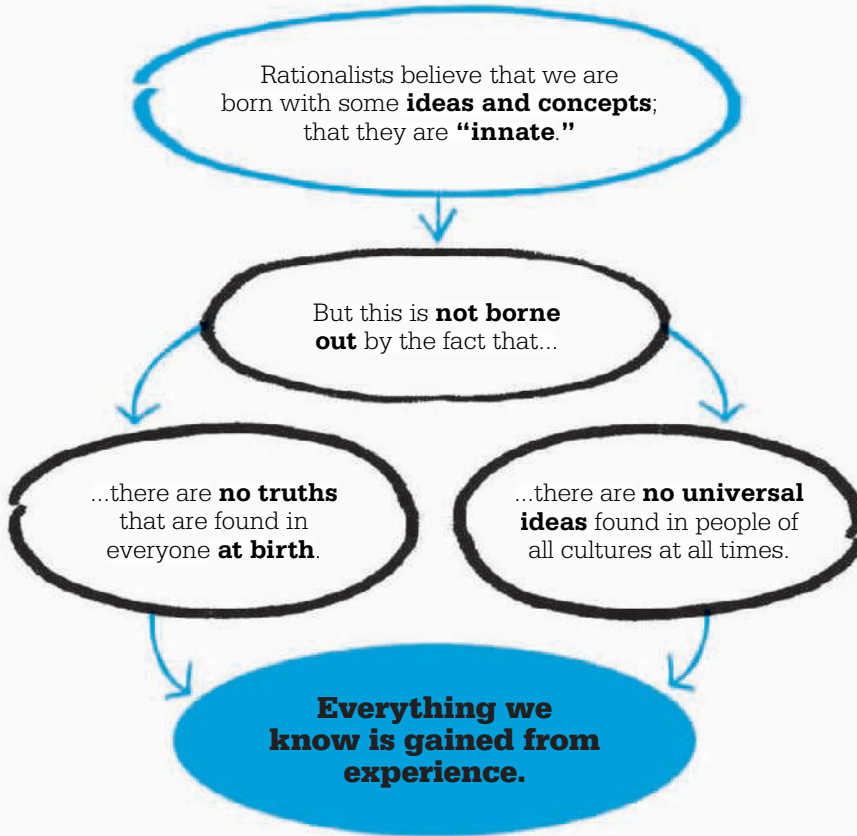 Rationalists believe that we are
born with some ideas and concepts;
that they are “innate.”
But this is not borne
out by the fact that...
...there are no truths
that are found in
everyone at birth.
...there are no universal
ideas found in people of
all cultures at all times.
Everything we
know is gained from
experience.